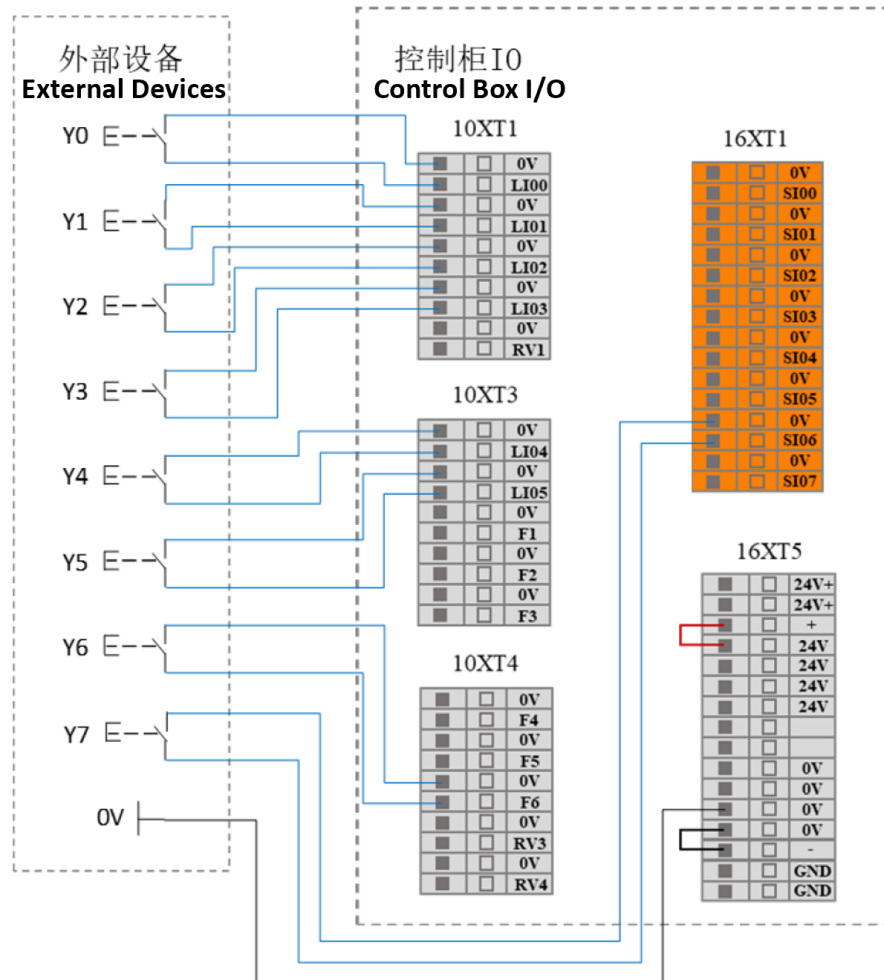 外部设备
External Devices
Y0
Y1
Y2
Y3
Y4
Y5
Y6
Y7
0V
控制柜IO
Control Box I/O
10XT1
0V
LI00
0V
LI01
0V
LI02
0V
LI03
0V
RV1
10XT3
0V
LI04
0V
LI05
0V
F1
0V
F2
0V
F3
10XT4
0V
F4
0V
F5
0V
F6
0V
RV3
0V
RV4
16XT1
0V
SI00
0V
SI01
0V
SI02
0V
SI03
0V
SI04
0V
SI05
0V
SI06
0V
SI07
16XT5
24V+
24V+
+
24V
24V
24V
24V
0V
0V
0V
0V
-
GND
GND